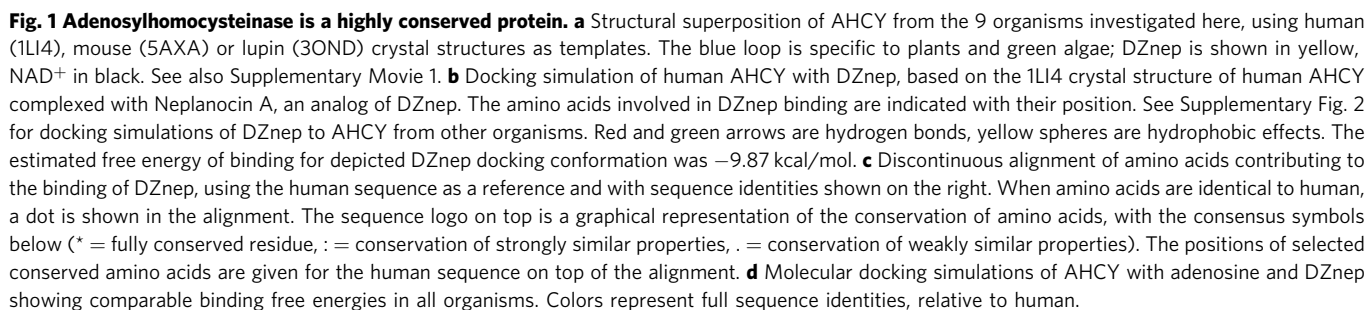 Fig. 1 Adenosylhomocysteinase is a highly conserved protein. a Structural superposition of AHCY from the 9 organisms investigated here, using human
(1LI4), mouse (5AXA) or lupin (3OND) crystal structures as templates. The blue loop is specific to plants and green algae; DZnep is shown in yellow,
NAD+ in black. See also Supplementary Movie 1. b Docking simulation of human AHCY with DZnep, based on the 1LI4 crystal structure of human AHCY
complexed with Neplanocin A, an analog of DZnep. The amino acids involved in DZnep binding are indicated with their position. See Supplementary Fig. 2
for docking simulations of DZnep to AHCY from other organisms. Red and green arrows are hydrogen bonds, yellow spheres are hydrophobic effects. The
estimated free energy of binding for depicted DZnep docking conformation was −9.87 kcal/mol. c Discontinuous alignment of amino acids contributing to
the binding of DZnep, using the human sequence as a reference and with sequence identities shown on the right. When amino acids are identical to human,
a dot is shown in the alignment. The sequence logo on top is a graphical representation of the conservation of amino acids, with the consensus symbols
below (* = fully conserved residue, : = conservation of strongly similar properties, . = conservation of weakly similar properties). The positions of selected
conserved amino acids are given for the human sequence on top of the alignment. d Molecular docking simulations of AHCY with adenosine and DZnep
showing comparable binding free energies in all organisms. Colors represent full sequence identities, relative to human.